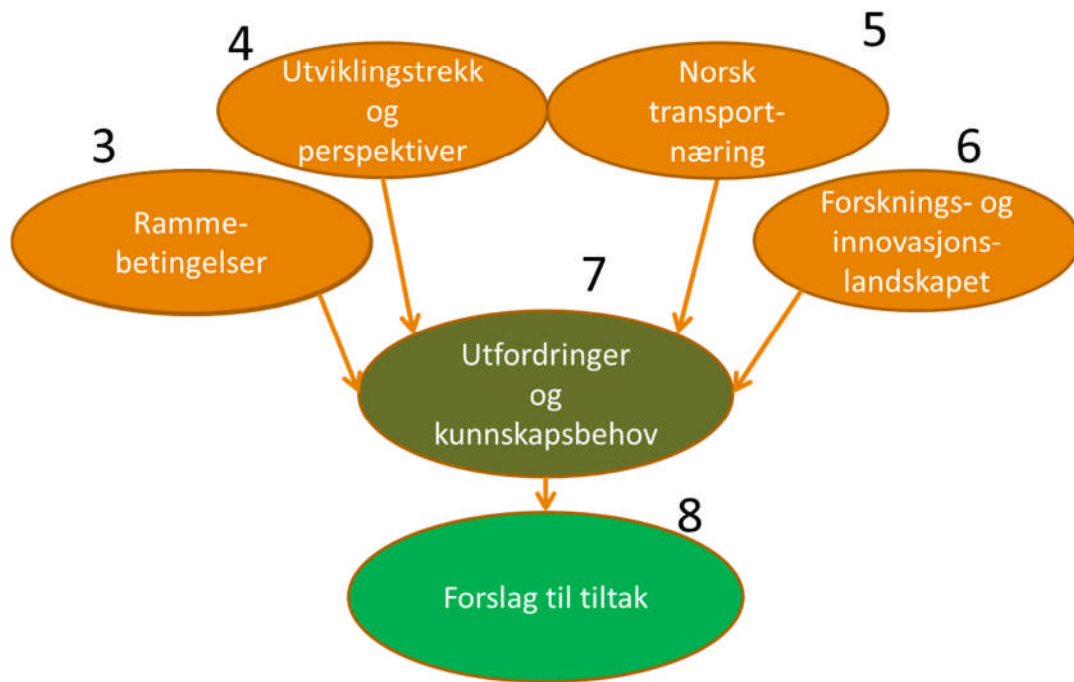 4
Utviklingstrekk
og
perspektiver
5
Norsk
transport-
næring
3
Ramme-
betingelser
6
Forsknings- og
innovasjons-
landskapet
7
Utfordringer
og
kunnskapsbehov
8
Forslag til tiltak